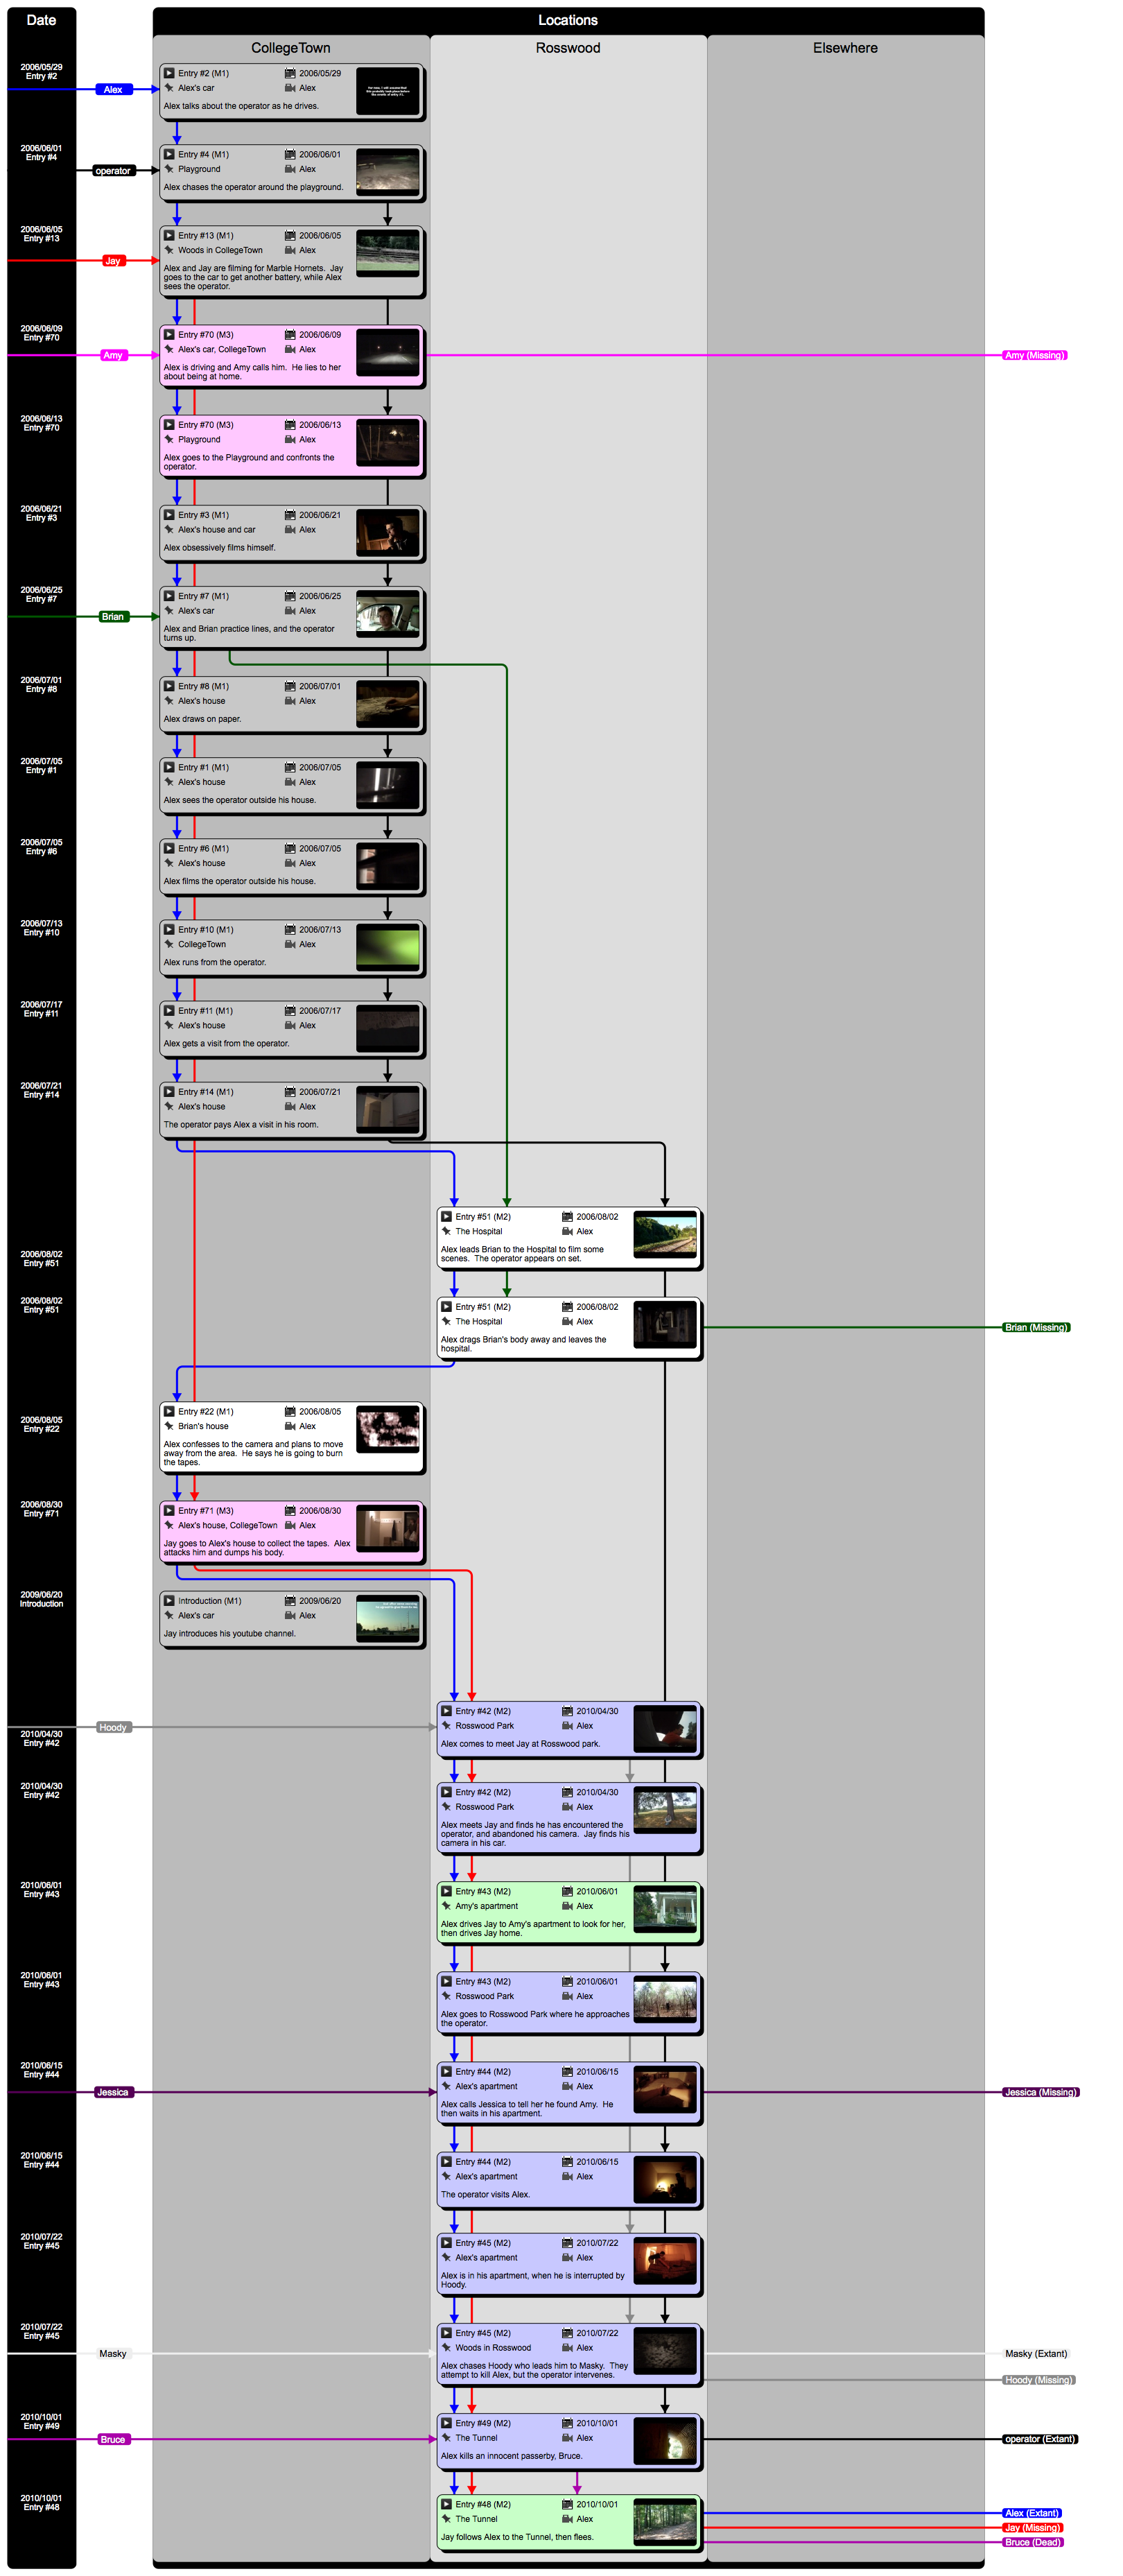 Date
Locations
CollegeTown
Rosswood
Elsewhere
2006/05/29
Entry #2
Alex
Entry #2 (M1)
2006/05/29
Alex's car
Alex
Alex talks about the operator as he drives.
2006/06/01
Entry #4
operator
Entry #4 (M1)
2006/06/01
Playground
Alex
Alex chases the operator around the playground.
2006/06/05
Entry #13
Jay
Entry #13 (M1)
2006/06/05
Woods in CollegeTown
Alex
Alex and Jay are filming for Marble Hornets. Jay
goes to the car to get another battery, while Alex
sees the operator.
2006/06/09
Entry #70
Amy
Entry #70 (M3)
2006/06/09
Alex's car, CollegeTown
Alex
Alex is driving and Amy calls him. He lies to her
about being at home.
Amy (Missing)
2006/06/13
Entry #70
Entry #70 (M3)
2006/06/13
Playground
Alex
Alex goes to the Playground and confronts the
operator.
2006/06/21
Entry #3
Entry #3 (M1)
2006/06/21
Alex's house and car
Alex
Alex obsessively films himself.
2006/06/25
Entry #7
Brian
Entry #7 (M1)
2006/06/25
Alex's car
Alex
Alex and Brian practice lines, and the operator
turns up.
2006/07/01
Entry #8
Entry #8 (M1)
2006/07/01
Alex's house
Alex
Alex draws on paper.
2006/07/05
Entry #1
Entry #1 (M1)
2006/07/05
Alex's house
Alex
Alex sees the operator outside his house.
2006/07/05
Entry #6
Entry #6 (M1)
2006/07/05
Alex's house
Alex
Alex films the operator outside his house.
2006/07/13
Entry #10
Entry #10 (M1)
2006/07/13
CollegeTown
Alex
Alex runs from the operator.
2006/07/17
Entry #11
Entry #11 (M1)
2006/07/17
Alex's house
Alex
Alex gets a visit from the operator.
2006/07/21
Entry #14
Entry #14 (M1)
2006/07/21
Alex's house
Alex
The operator pays Alex a visit in his room.
2006/08/02
Entry #51
Entry #51 (M2)
2006/08/02
The Hospital
Alex
Alex leads Brian to the Hospital to film some
scenes. The operator appears on set.
2006/08/02
Entry #51
Entry #51 (M2)
2006/08/02
The Hospital
Alex
Alex drags Brian's body away and leaves the
hospital.
Brian (Missing)
2006/08/05
Entry #22
Entry #22 (M1)
2006/08/05
Brian's house
Alex
Alex confesses to the camera and plans to move
away from the area. He says he is going to burn
the tapes.
2006/08/30
Entry #71
Entry #71 (M3)
2006/08/30
Alex's house, CollegeTown
Alex
Jay goes to Alex's house to collect the tapes. Alex
attacks him and dumps his body.
2009/06/20
Introduction
Introduction (M1)
2009/06/20
Alex's car
Alex
Jay introduces his youtube channel.
Hoody
2010/04/30
Entry #42
Entry #42 (M2)
2010/04/30
Rosswood Park
Alex
Alex comes to meet Jay at Rosswood park.
2010/04/30
Entry #42
Entry #42 (M2)
2010/04/30
Rosswood Park
Alex
Alex meets Jay and finds he has encountered the
operator, and abandoned his camera. Jay finds his
camera in his car.
2010/06/01
Entry #43
Entry #43 (M2)
2010/06/01
Amy's apartment
Alex
Alex drives Jay to Amy's apartment to look for her,
then drives Jay home.
2010/06/01
Entry #43
Entry #43 (M2)
2010/06/01
Rosswood Park
Alex
Alex goes to Rosswood Park where he approaches
the operator.
2010/06/15
Entry #44
Jessica
Entry #44 (M2)
2010/06/15
Alex's apartment
Alex
Alex calls Jessica to tell her he found Amy. He
then waits in his apartment.
Jessica (Missing)
2010/06/15
Entry #44
Entry #44 (M2)
2010/06/15
Alex's apartment
Alex
The operator visits Alex.
2010/07/22
Entry #45
Entry #45 (M2)
2010/07/22
Alex's apartment
Alex
Alex is in his apartment, when he is interrupted by
Hoody.
2010/07/22
Entry #45
Masky
Entry #45 (M2)
2010/07/22
Woods in Rosswood
Alex
Alex chases Hoody who leads him to Masky. They
attempt to kill Alex, but the operator intervenes.
Masky (Extant)
Hoody (Missing)
2010/10/01
Entry #49
Bruce
Entry #49 (M2)
2010/10/01
The Tunnel
Alex
Alex kills an innocent passerby, Bruce.
operator (Extant)
2010/10/01
Entry #48
Entry #48 (M2)
2010/10/01
The Tunnel
Alex
Jay follows Alex to the Tunnel, then flees.
Alex (Extant)
Jay (Missing)
Bruce (Dead)